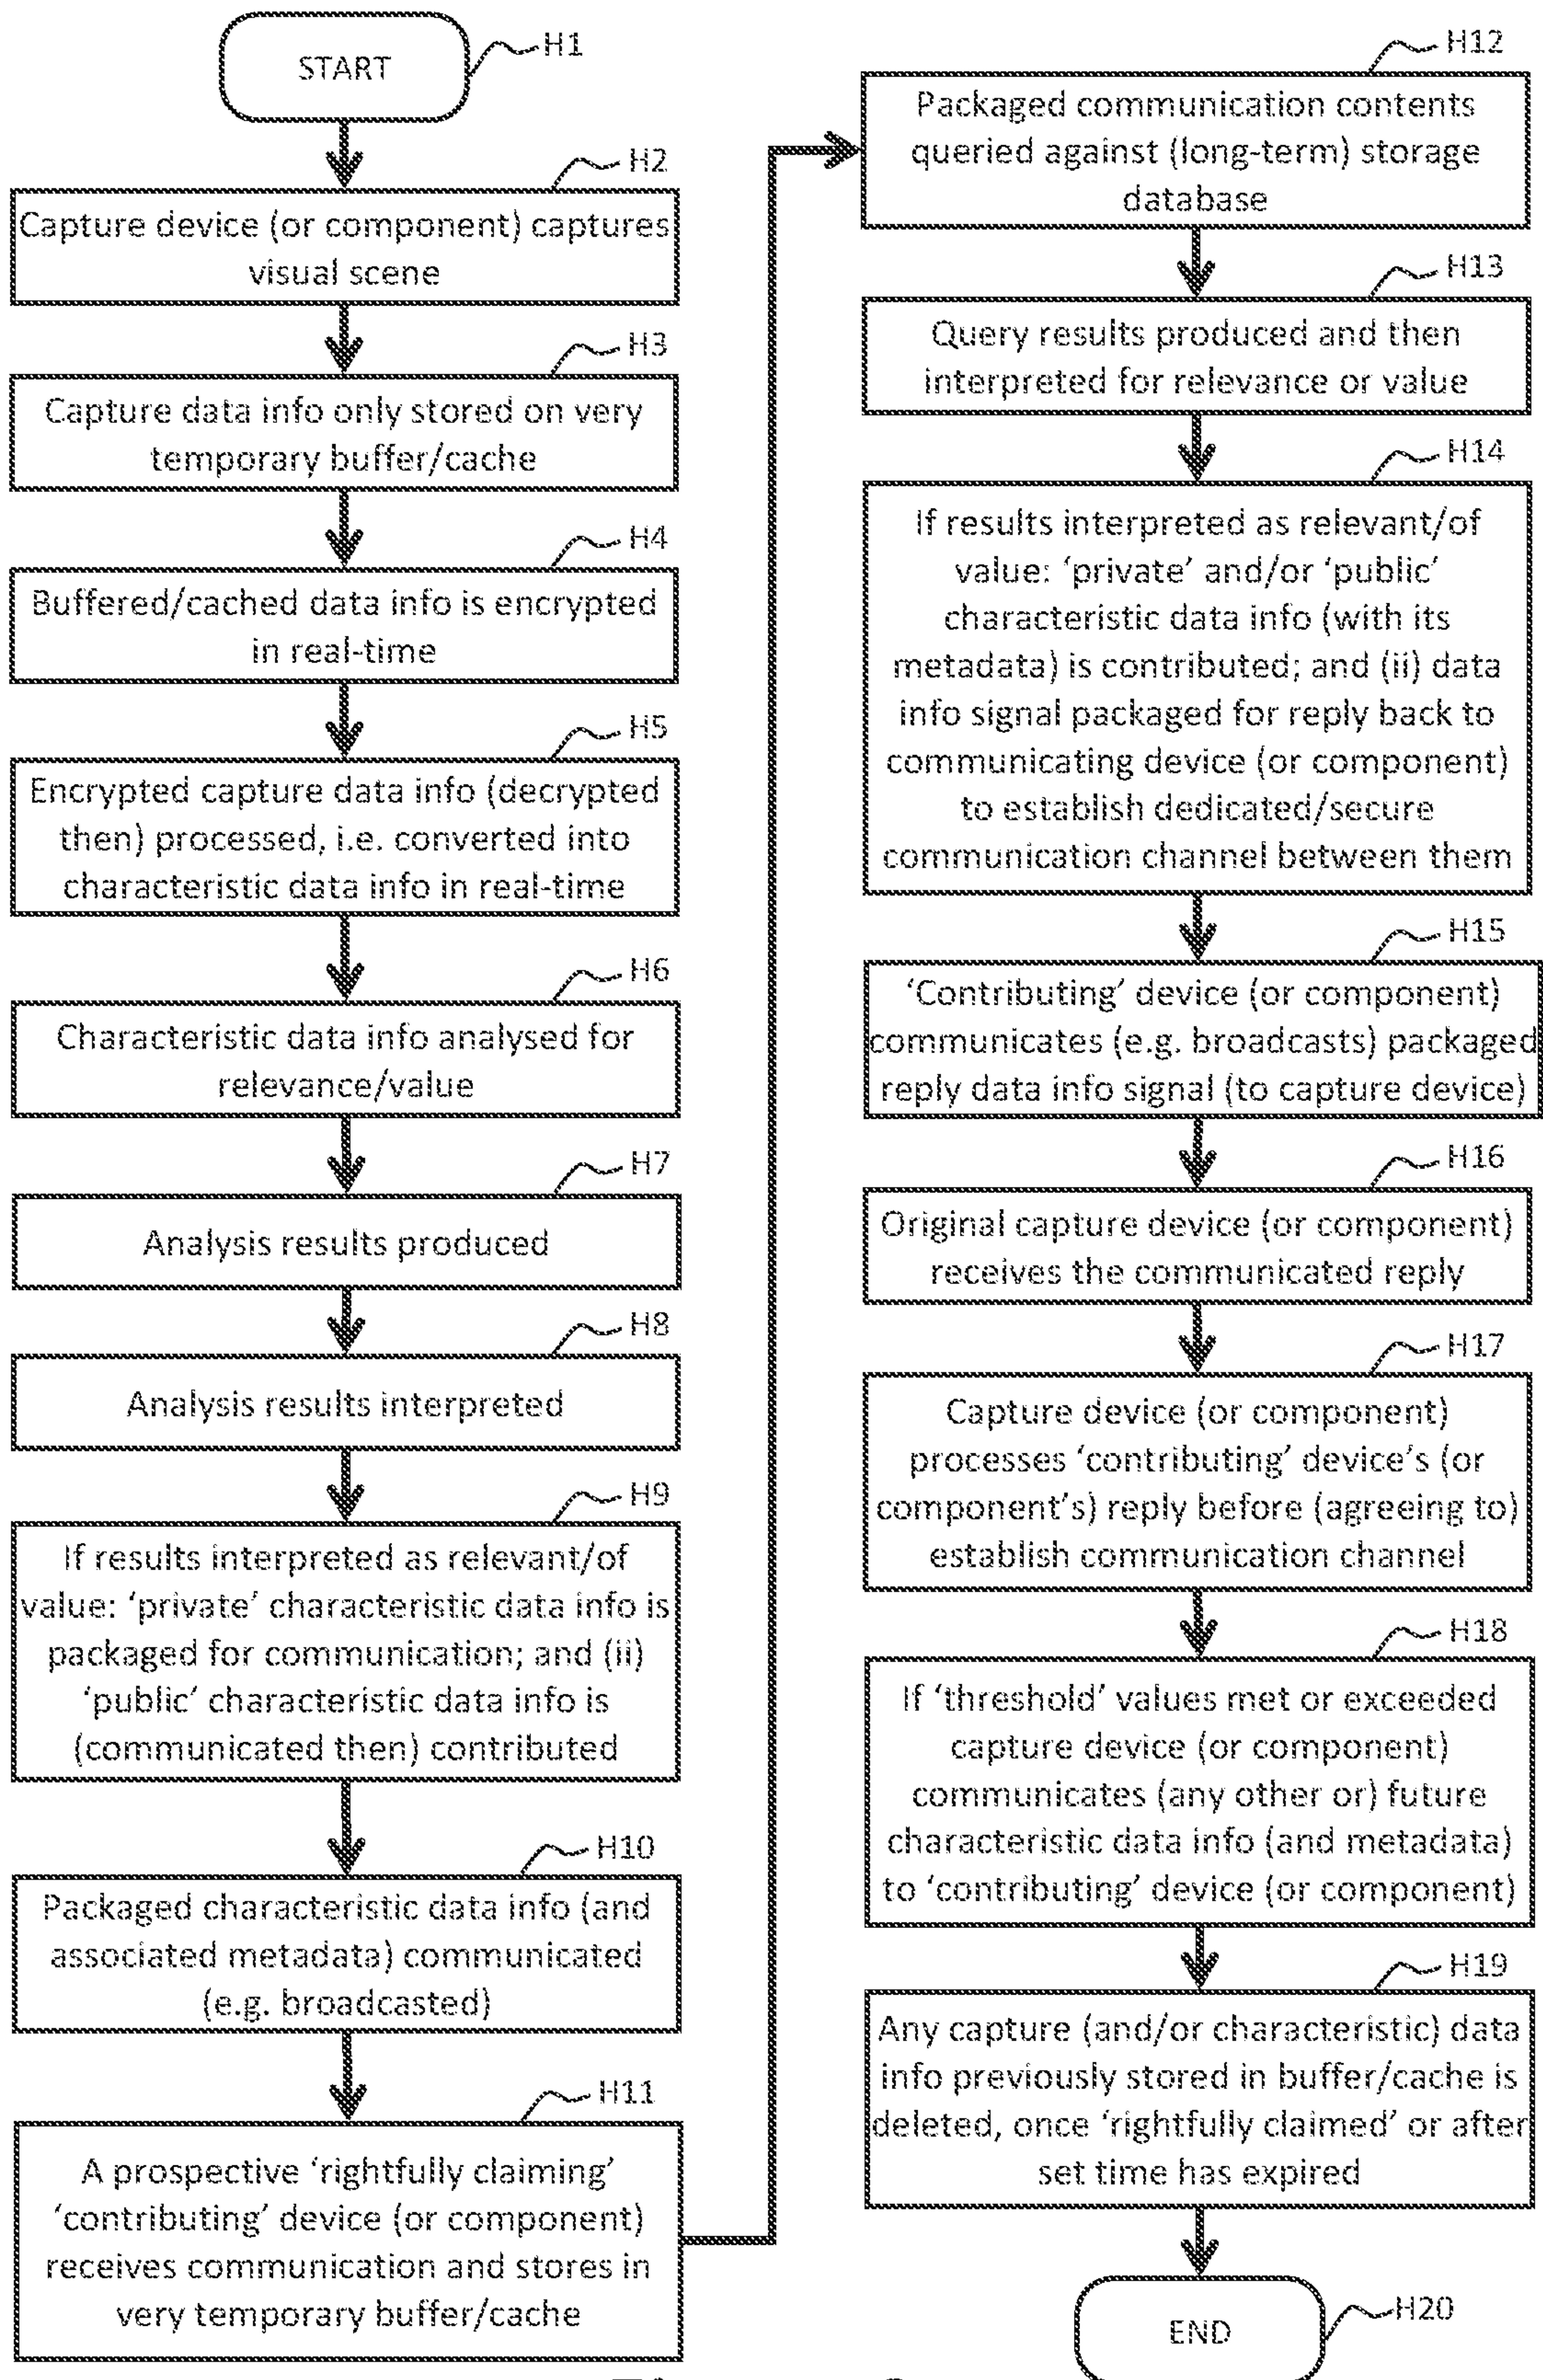 START
H1
H2
Capture device (or component) captures
visual scene
H3
Capture data info only stored on very
temporary buffer/cache
H4
Buffered/cached data info is encrypted
in real-time
H5
Encrypted capture data info (decrypted
then) processed, i.e. converted into
characteristic data info in real-time
H6
Characteristic data info analysed for
relevance/value
H7
Analysis results produced
H8
Analysis results interpreted
H9
If results interpreted as relevant/of
value: ‘private’ characteristic data info is
packaged for communication; and (ii)
‘public’ characteristic data info is
(communicated then) contributed
H10
Packaged characteristic data info (and
associated metadata) communicated
(e.g. broadcasted)
H11
A prospective ‘rightfully claiming’
‘contributing’ device (or component)
receives communication and stores in
very temporary buffer/cache
H12
Packaged communication contents
queried against (long-term) storage
database
H13
Query results produced and then
interpreted for relevance or value
H14
If results interpreted as relevant/of
value: ‘private’ and/or ‘public’
characteristic data info (with its
metadata) is contributed; and (ii) data
info signal packaged for reply back to
communicating device (or component)
to establish dedicated/secure
communication channel between them
H15
‘Contributing’ device (or component)
communicates (e.g. broadcasts) packaged
reply data info signal (to capture device)
H16
Original capture device (or component)
receives the communicated reply
H17
Capture device (or component)
processes ‘contributing’ device’s (or
component’s) reply before (agreeing to)
establish communication channel
H18
If ‘threshold’ values met or exceeded
capture device (or component)
communicates (any other or) future
characteristic data info (and metadata)
to ‘contributing’ device (or component)
H19
Any capture (and/or characteristic) data
info previously stored in buffer/cache is
deleted, once ‘rightfully claimed’ or after
set time has expired
END
H20